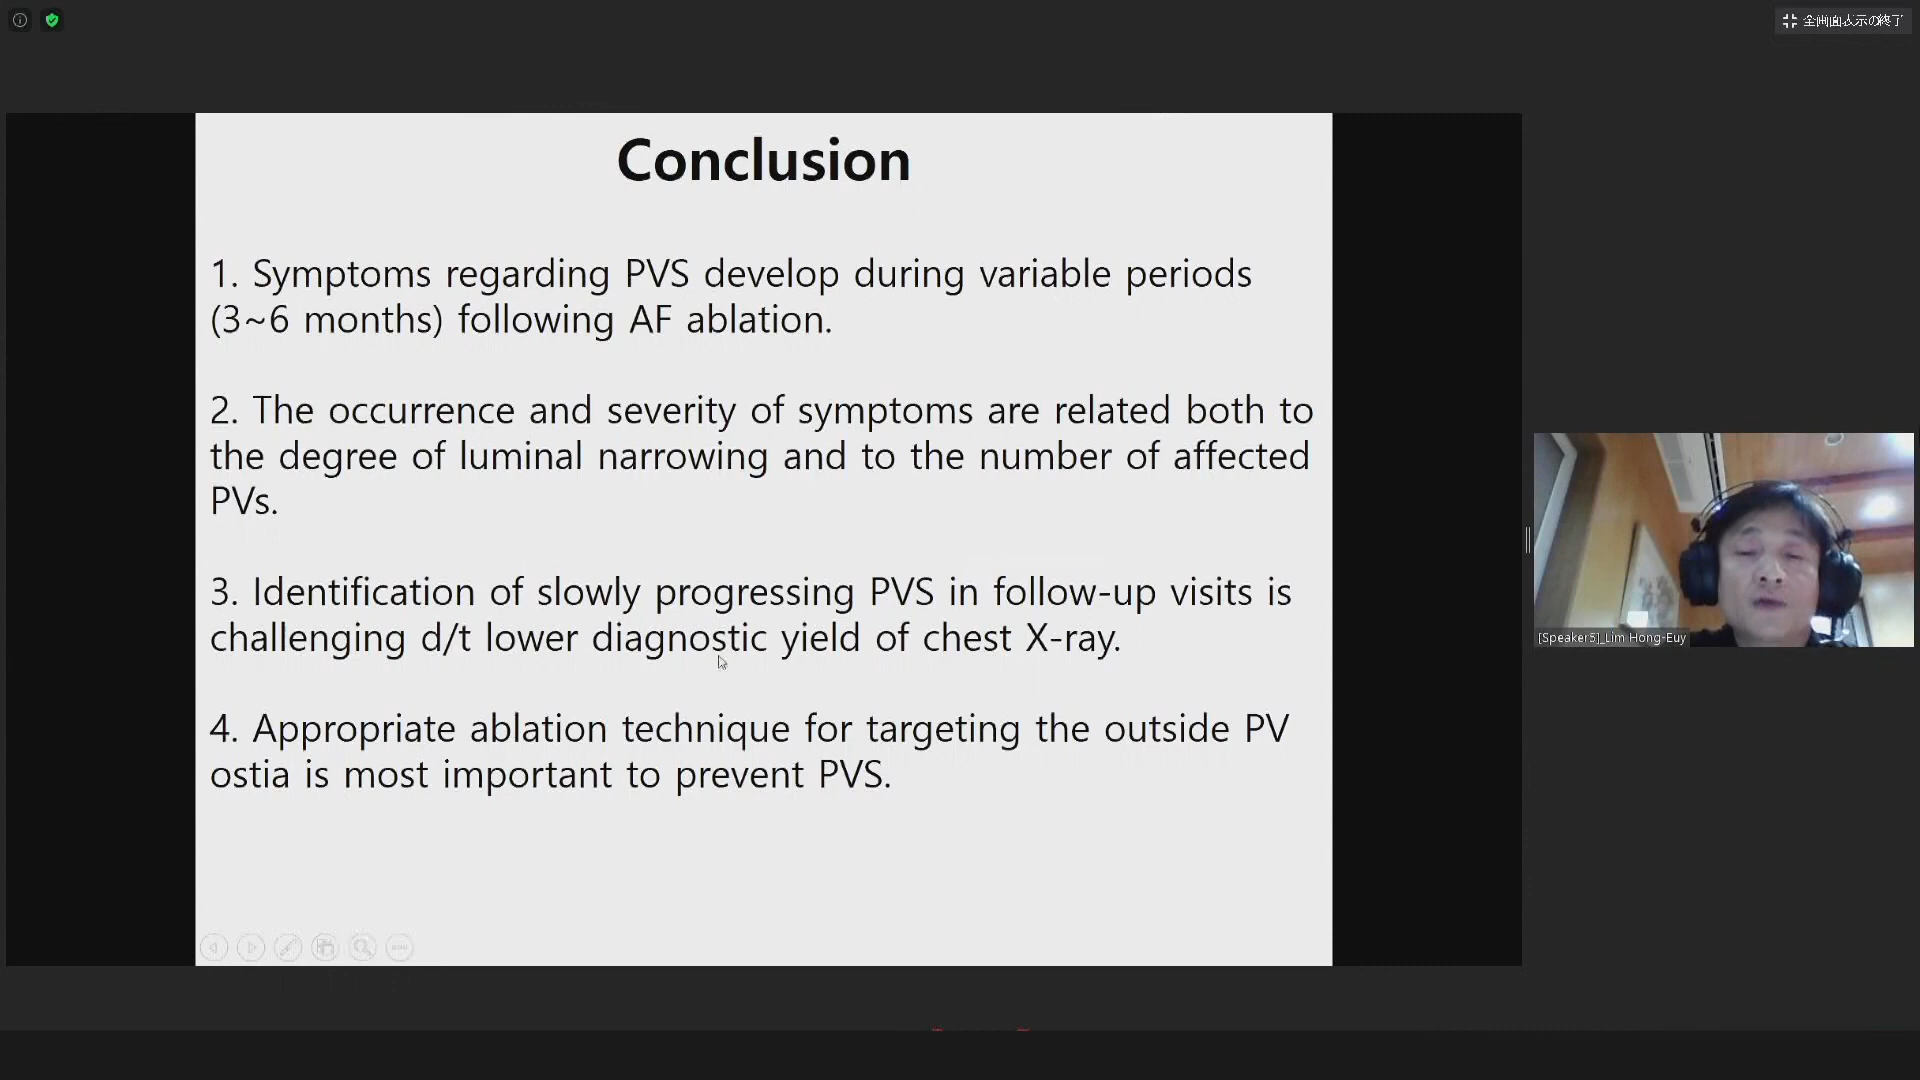 全画面表示の終了
Conclusion
1. Symptoms regarding PVS develop during variable periods
(3~6 months) following AF ablation.
2. The occurrence and severity of symptoms are related both to
the degree of luminal narrowing and to the number of affected
PVs.
3. Identification of slowly progressing PVS in follow-up visits is
challenging d/t lower diagnostic yield of chest X-ray.
4. Appropriate ablation technique for targeting the outside PV
ostia is most important to prevent PVS.
[Speaker5]_Lim Hong-Euy